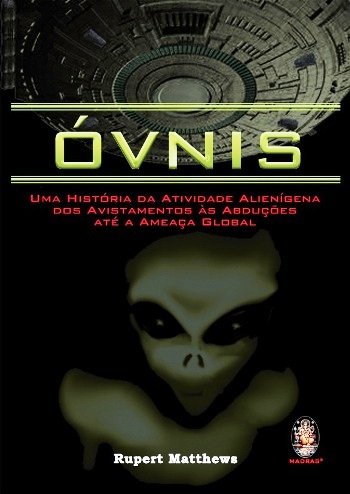 ÓVNIS
Uma História da Atividade Alienígena
dos Avistamentos às Abduções
até a Ameaça Global
Rupert Matthews
MADRAS®